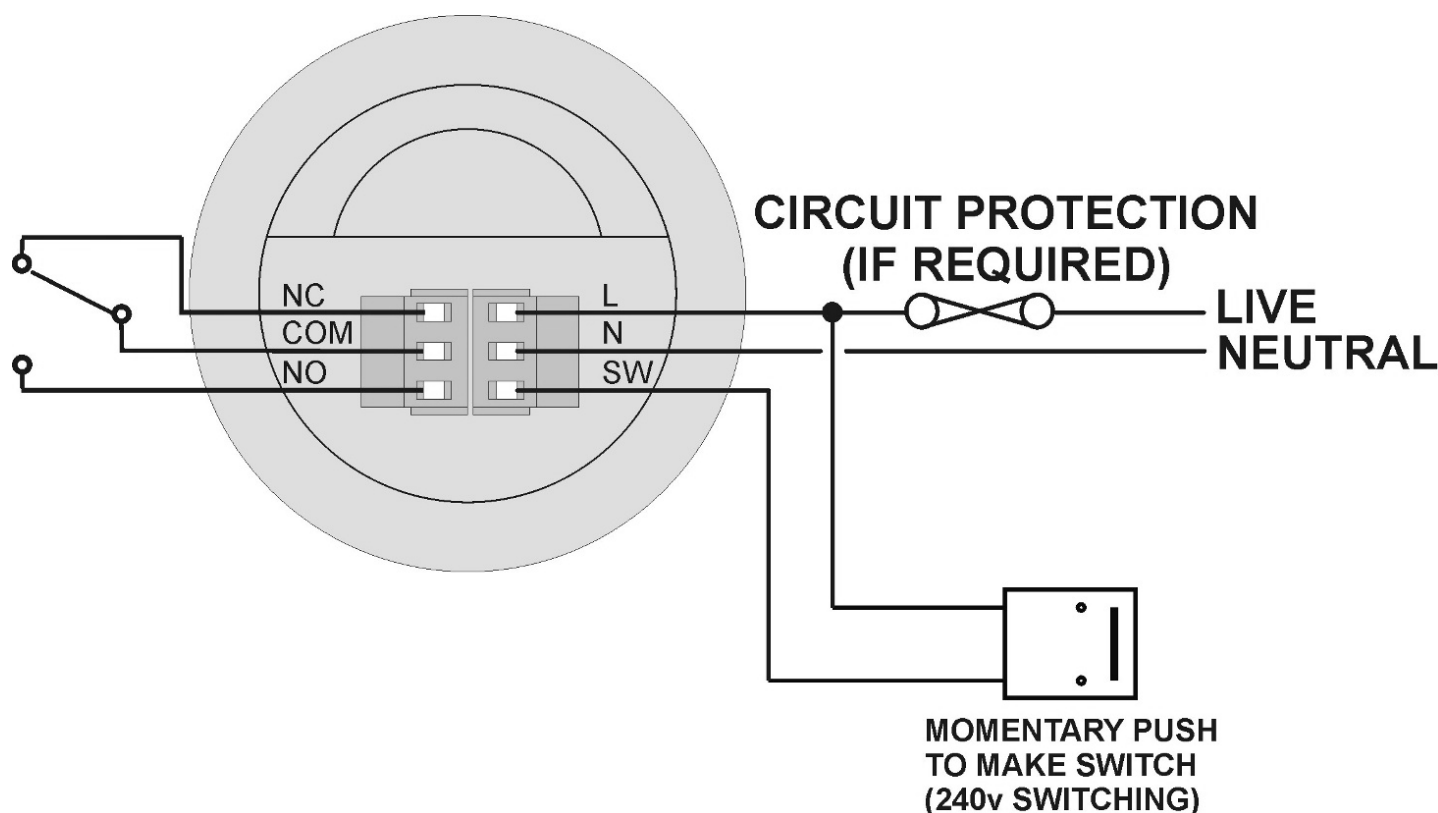 CIRCUIT PROTECTION
(IF REQUIRED)
NC
L
LIVE
COM
N
NEUTRAL
NO
SW
MOMENTARY PUSH
TO MAKE SWITCH
(240v SWITCHING)